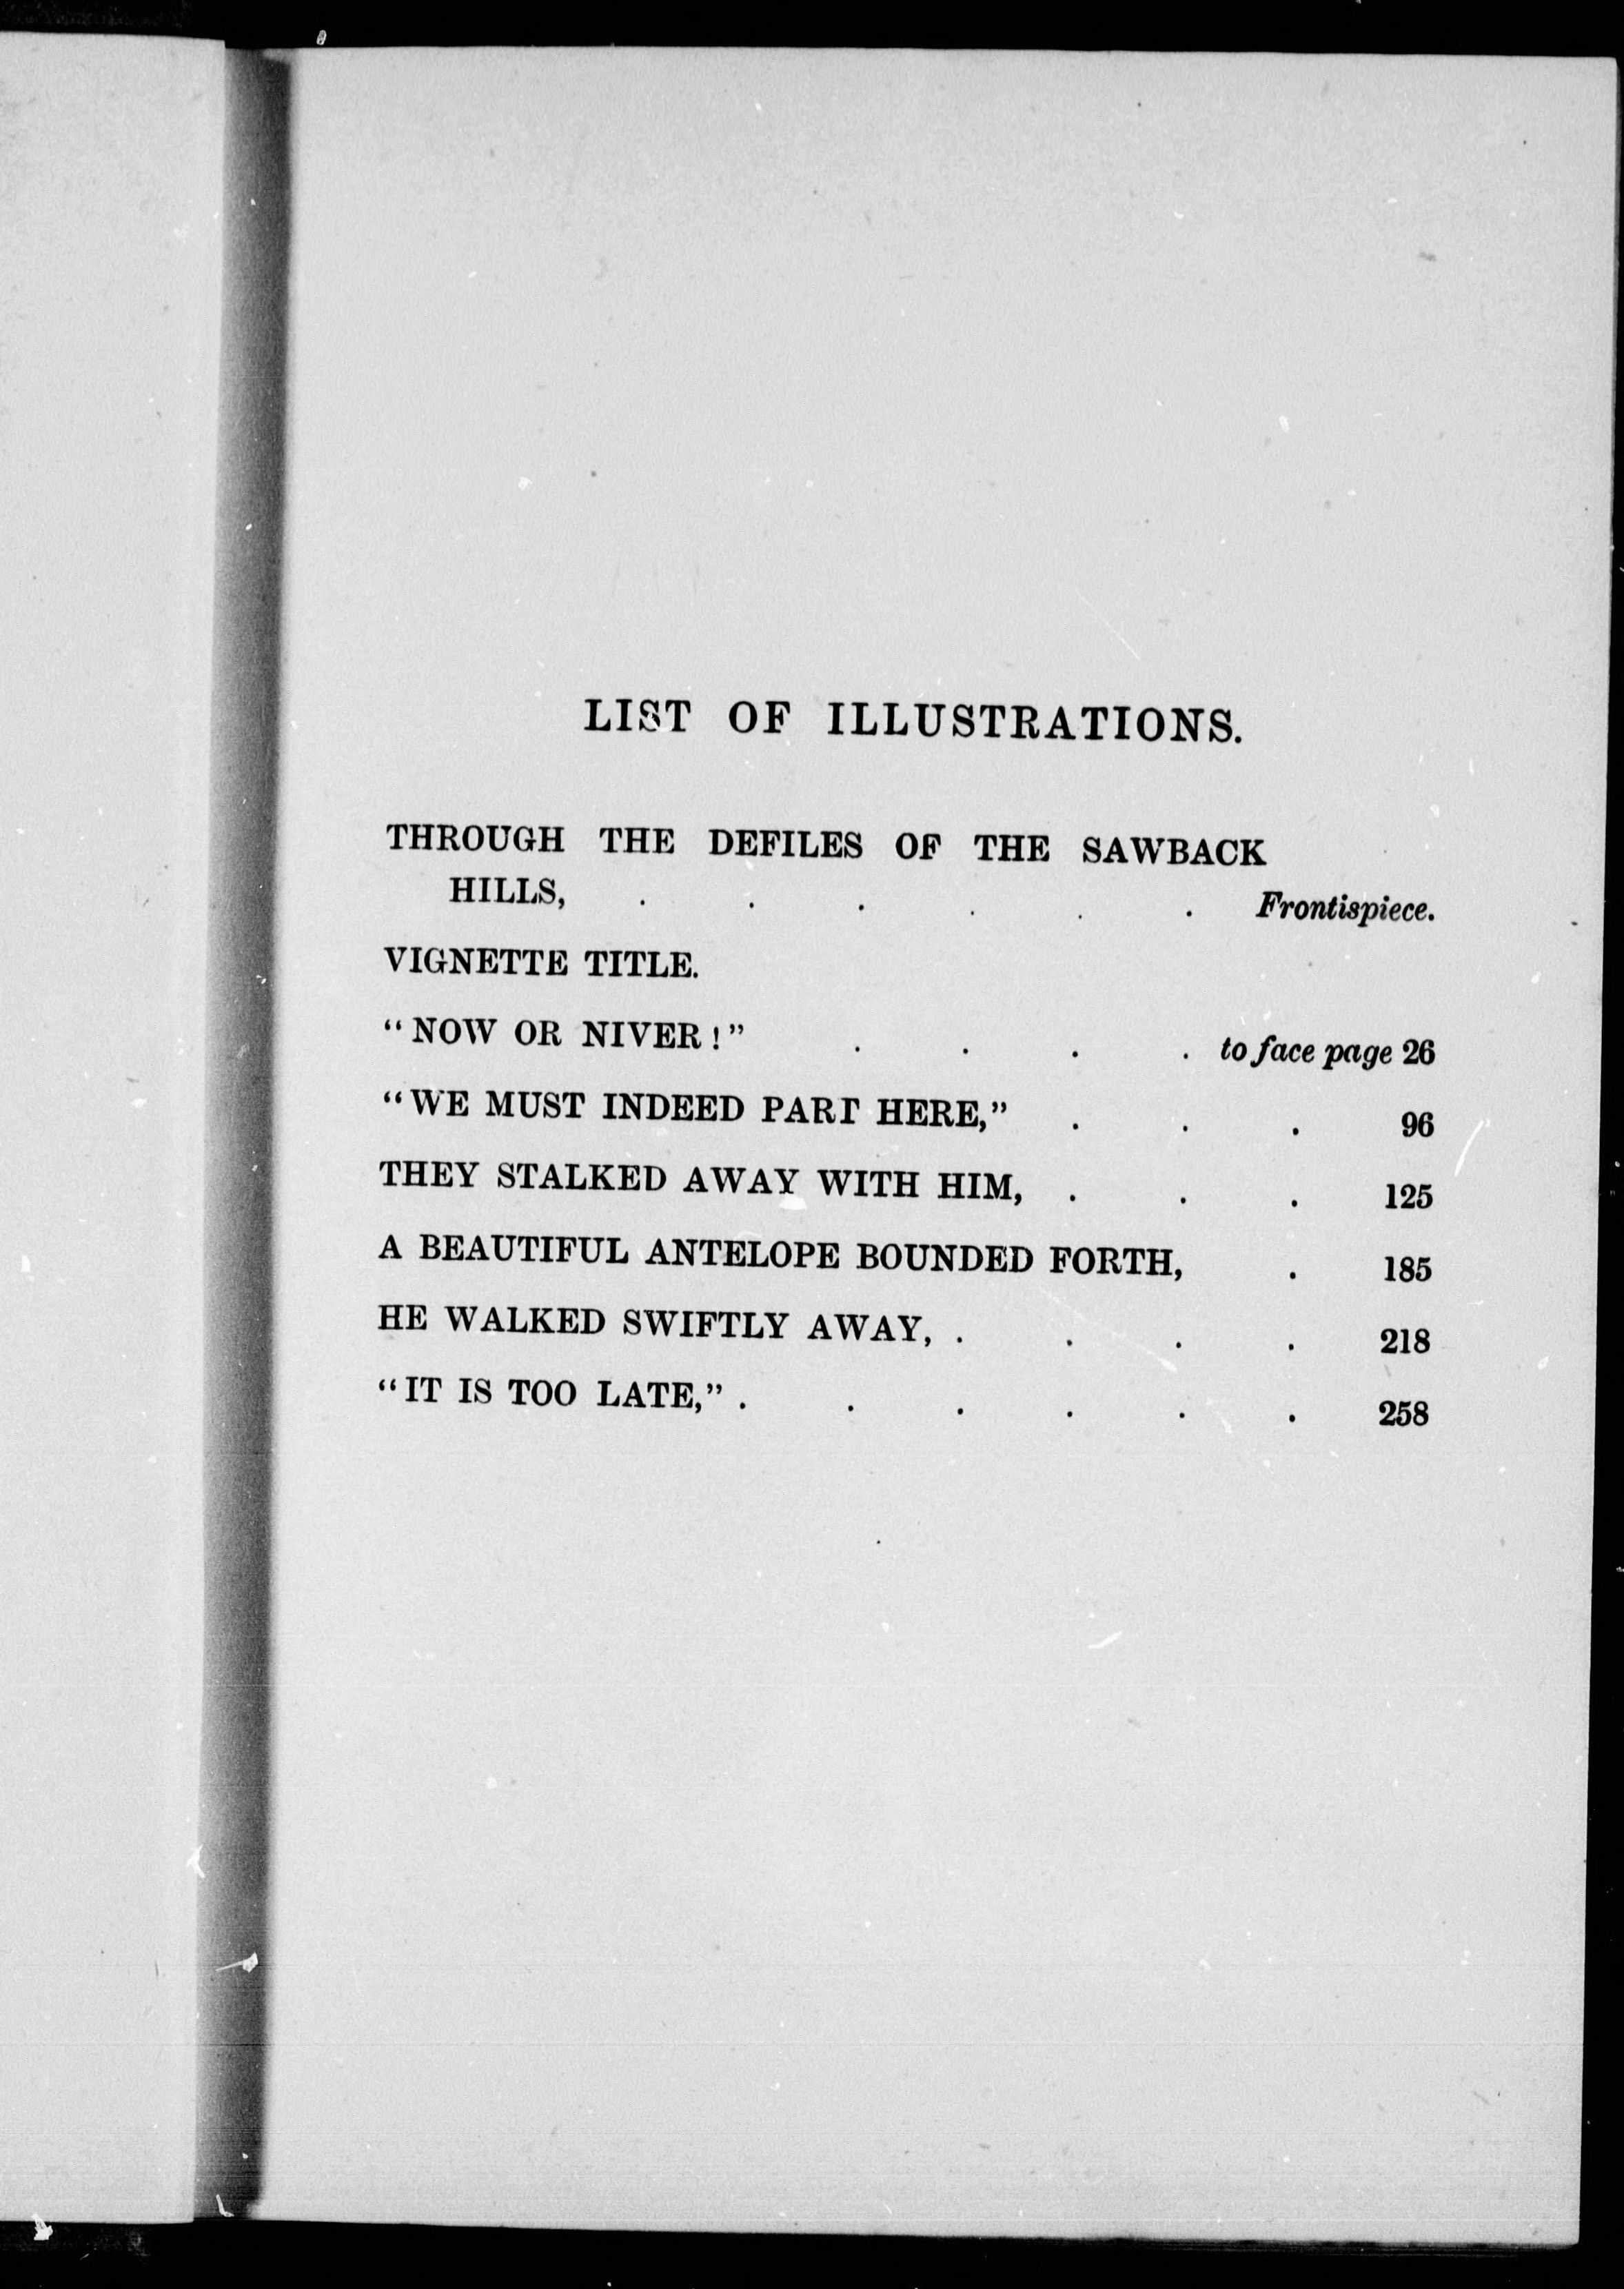 LIST OF ILLUSTRATIONS.
THROUGH THE DEFILES OF THE SAWBACK
HILLS, . . . . . . Frontispiece.
VIGNETTE TITLE.
“NOW OR NIVER!” . . . . to face page 26
“WE MUST INDEED PART HERE,” . . . 96
THEY STALKED AWAY WITH HIM, . . . 125
A BEAUTIFUL ANTELOPE BOUNDED FORTH, . 185
HE WALKED SWIFTLY AWAY, . . . . 218
“IT IS TOO LATE,” . . . . . . 258